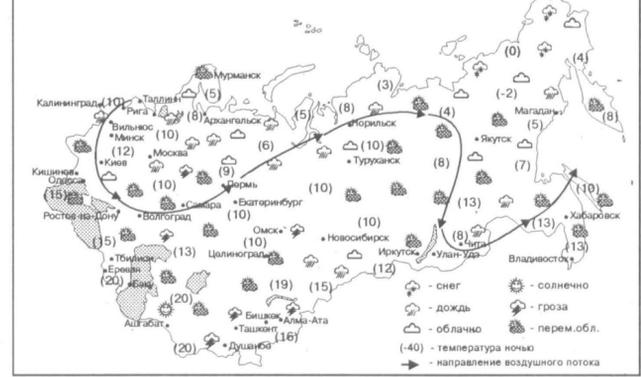 (0)
(4)
Мурманск
(5)
(3)
(-2)
Калининград
(10)
Таллинн
Рига
(8)
Архангельск
(5)
(8)
Норильск
(4)
Магадан
(5)
(8)
Вильнюс
Минск
(10)
(6)
Якутск
(12)
Москва
(10)
Туруханск
(8)
(7)
Киев
(9)
Кишинев
Одесса
(10)
Пермь
(10)
(10)
(15)
Самара
Екатеринбург
(13)
Ростов-на-Дону
Волгоград
(10)
(10)
Хабаровск
(13)
(15)
Омск
Новосибирск
(8)
Чита
(13)
(13)
Целиноград
(10)
Иркутск
Улан-Удэ
Владивосток
Тбилиси
(12)
Ереван
(20)
Баку
(20)
(19)
(15)
- снег
- солнечно
- дождь
- гроза
Бишкек
Алма-Ата
Ашгабат
Ташкент
(16)
- облачно
- перем.обл.
(20)
Душанбе
(-40) - температура ночью
- направление воздушного потока